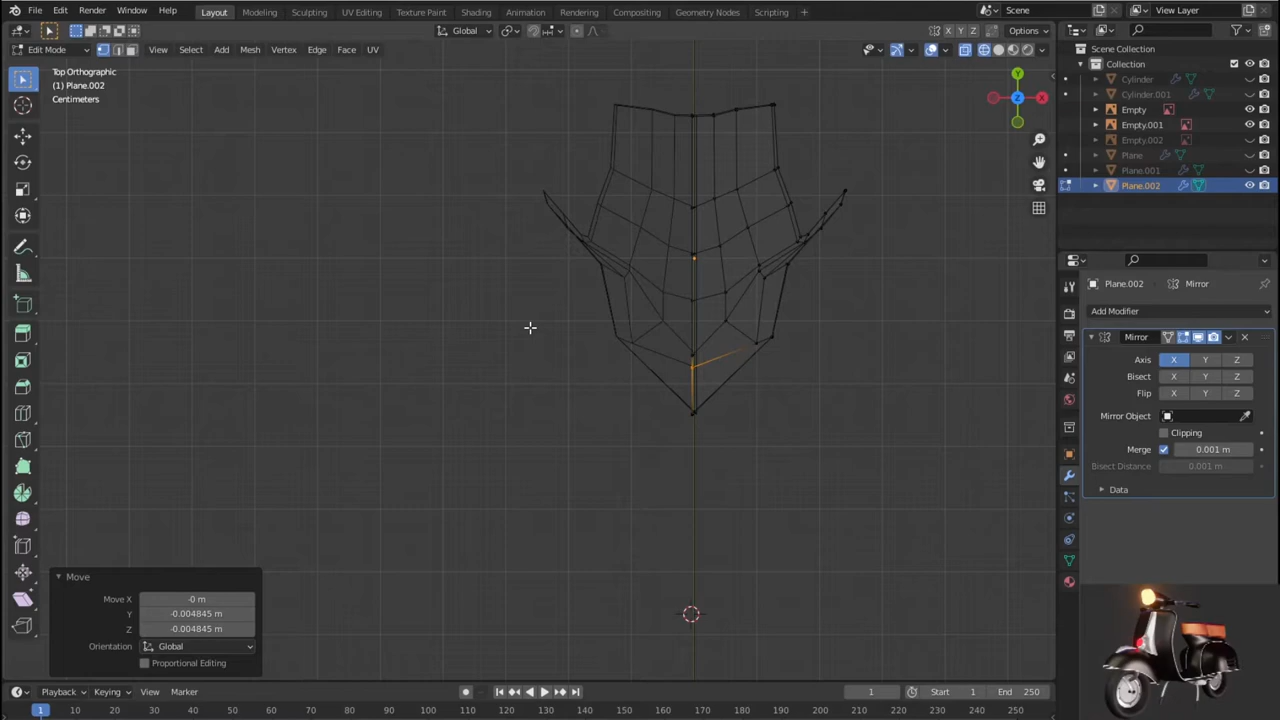 File Edit Render Window Help Layout Modeling Sculpting UV Editing Texture Paint Shading Animation Rendering Compositing Geometry Nodes Scripting + Scene View Layer
Global X Y Z Options
Edit Mode View Select Add Mesh Vertex Edge Face UV
Top Orthographic
(1) Plane.002
Centimeters
Y
Z X
Scene Collection
Collection
Cylinder
Cylinder.001
Empty
Empty.001
Empty.002
Plane
Plane.001
Plane.002
Plane.002 Mirror
Add Modifier
Mirror
Axis X Y Z
Bisect X Y Z
Flip X Y Z
Mirror Object
Clipping
Merge 0.001 m
Bisect Distance 0.001 m
Data
Move
Move X -0 m
Y -0.004845 m
Z -0.004845 m
Orientation Global
Proportional Editing
Playback Keying View Marker 1 Start 1 End 250
1 10 20 30 40 50 60 70 80 90 100 110 120 130 140 150 160 170 180 190 200 210 220 230 240 250